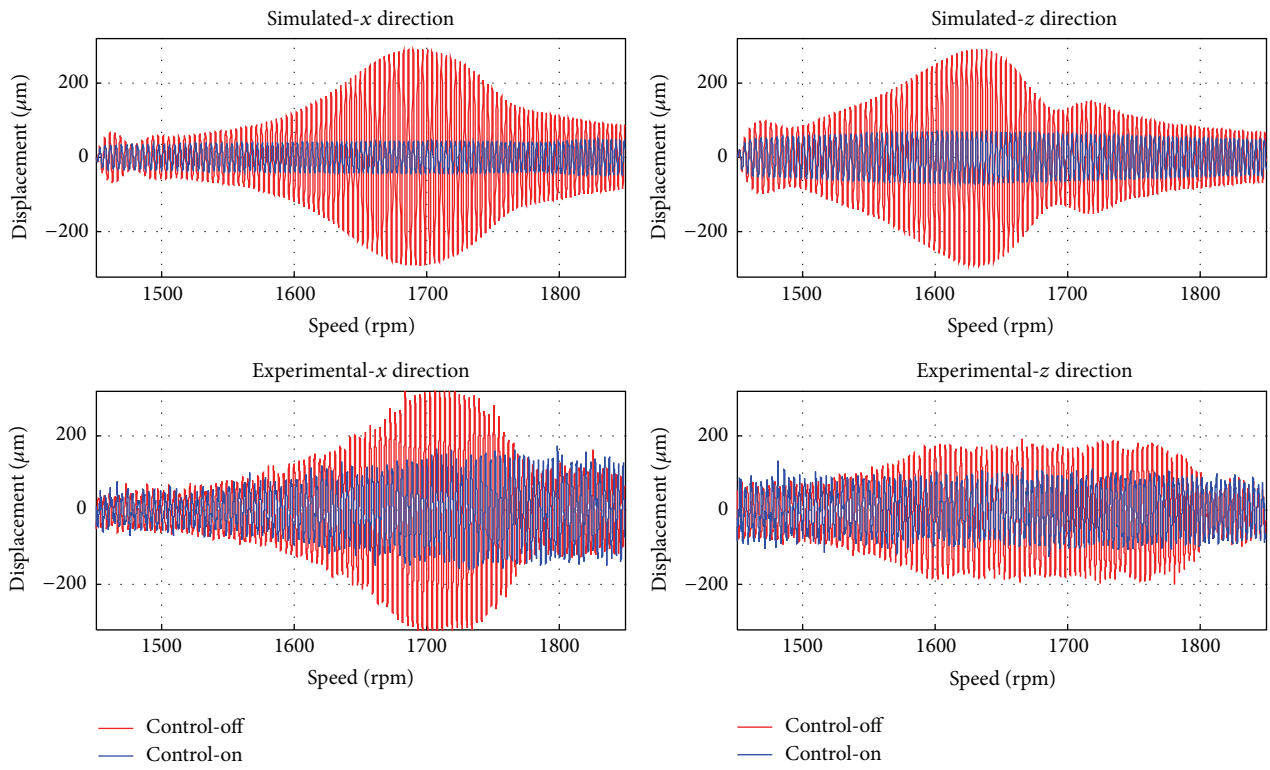 Simulated-x direction
Displacement (μm)
200
0
−200
1500 1600 1700 1800
Speed (rpm)
Simulated-z direction
Displacement (μm)
200
0
−200
1500 1600 1700 1800
Speed (rpm)
Experimental-x direction
Displacement (μm)
200
0
−200
1500 1600 1700 1800
Speed (rpm)
Control-off
Control-on
Experimental-z direction
Displacement (μm)
200
0
−200
1500 1600 1700 1800
Speed (rpm)
Control-off
Control-on